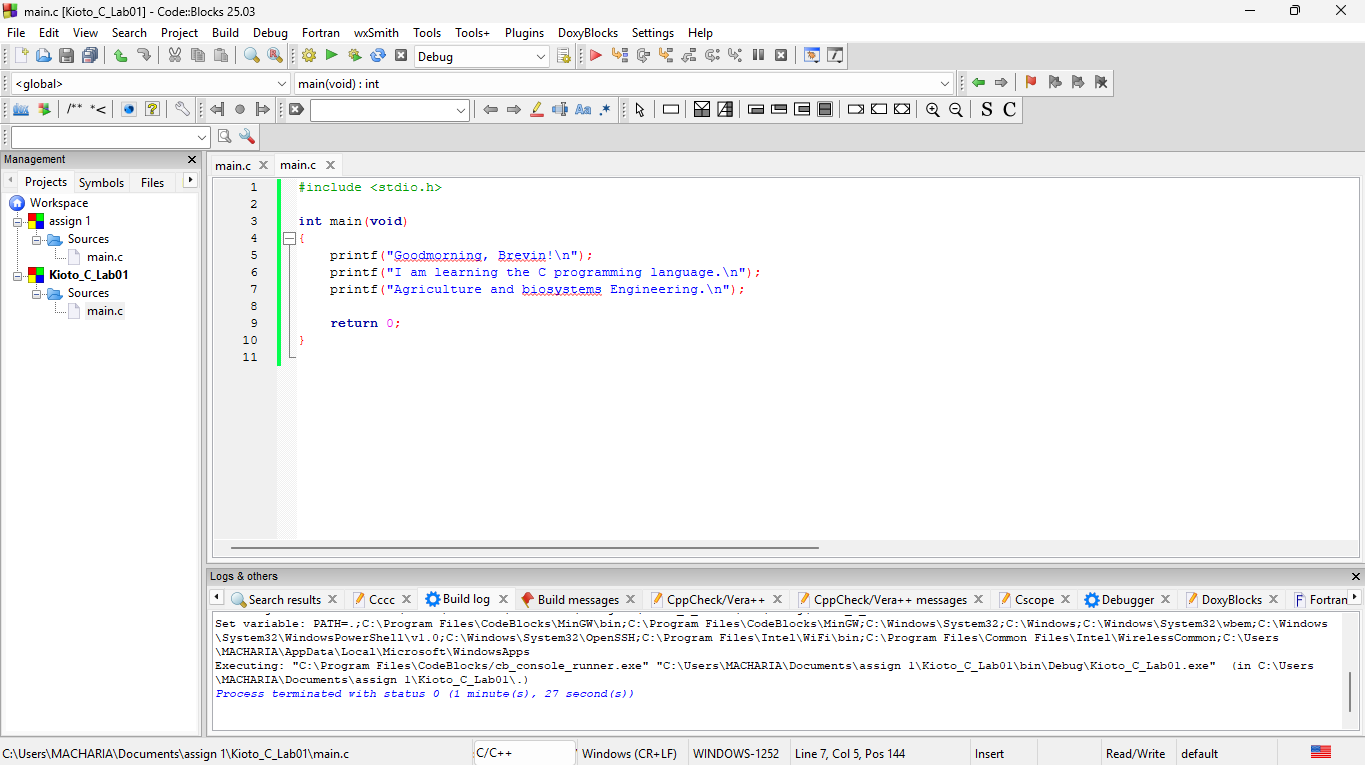 main.c [Kioto_C_Lab01] - Code::Blocks 25.03
File Edit View Search Project Build Debug Fortran wxSmith Tools Tools+ Plugins DoxyBlocks Settings Help
Debug
<global> main(void) : int
/** *<
Aa .* S C
Management
Projects Symbols Files
Workspace
assign 1
Sources
main.c
Kioto_C_Lab01
Sources
main.c
main.c main.c
1 #include <stdio.h>
2
3 int main(void)
4 {
5 printf("Goodmorning, Brevin!\n");
6 printf("I am learning the C programming language.\n");
7 printf("Agriculture and biosystems Engineering.\n");
8
9 return 0;
10 }
11
Logs & others
Search results Cccc Build log Build messages CppCheck/Vera++ CppCheck/Vera++ messages Cscope Debugger DoxyBlocks Fortran
Set variable: PATH=.;C:\Program Files\CodeBlocks\MinGW\bin;C:\Program Files\CodeBlocks\MinGW;C:\Windows\System32;C:\Windows;C:\Windows\System32\wbem;C:\Windows
\System32\WindowsPowerShell\v1.0;C:\Windows\System32\OpenSSH;C:\Program Files\Intel\WiFi\bin;C:\Program Files\Common Files\Intel\WirelessCommon;C:\Users
\MACHARIA\AppData\Local\Microsoft\WindowsApps
Executing: "C:\Program Files\CodeBlocks/cb_console_runner.exe" "C:\Users\MACHARIA\Documents\assign 1\Kioto_C_Lab01\bin\Debug\Kioto_C_Lab01.exe" (in C:\Users
\MACHARIA\Documents\assign 1\Kioto_C_Lab01\.)
Process terminated with status 0 (1 minute(s), 27 second(s))
C:\Users\MACHARIA\Documents\assign 1\Kioto_C_Lab01\main.c C/C++ Windows (CR+LF) WINDOWS-1252 Line 7, Col 5, Pos 144 Insert Read/Write default